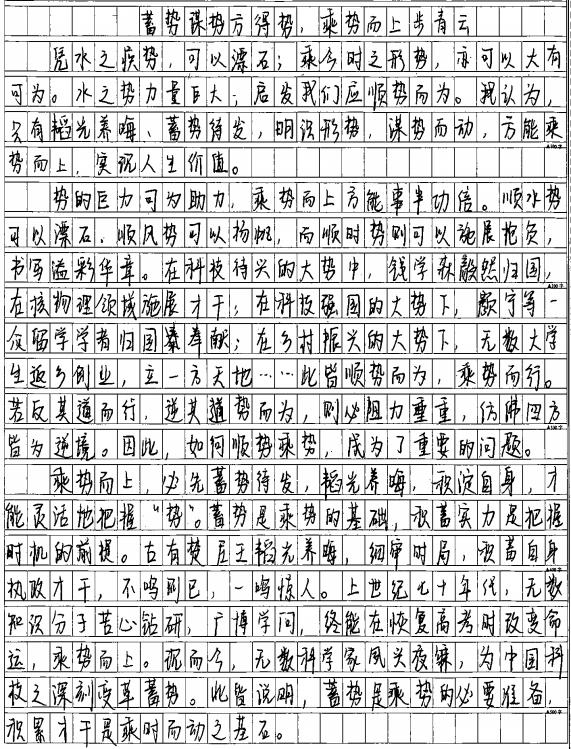 蓄势谋势方得势，乘势而上步青云
凭水之疾势，可以漂石；乘今时之形势，亦可以大有
可为。水之势力量巨大，启发我们应顺势而为。我认为，
只有韬光养晦、蓄势待发，明识形势，谋势而动，方能乘
势而上，实现人生价值。
势的巨力可为助力，乘势而上方能事半功倍。顺水势
可以漂石，顺风势可以扬帆，而顺时势则可以施展抱负，
书写溢彩华章。在科技待兴的大势中，钱学森毅然归国，
在核物理领域施展才干；在科技强国的大势下，颜宁等一
众留学学者归国襄奉献；在乡村振兴的大势下，无数大学
生返乡创业，立一方天地……此皆顺势而为，乘势而行。
若反其道而行，逆其道势而为，则必阻力重重，仿佛四方
皆为逆境。因此，如何顺势乘势，成为了重要的问题。
乘势而上，必先蓄势待发，韬光养晦，积淀自身，才
能灵活地把握“势”。蓄势是乘势的基础，积蓄实力是把握
时机的前提。古有楚庄王韬光养晦，细审时局，积蓄自身
执政才干，不鸣则已，一鸣惊人。上世纪七十年代，无数
知识分子苦心钻研，广博学问，终能在恢复高考时改变命
运，乘势而上。现而今，无数科学家夙兴夜寐，为中国科
技之深刻变革蓄势。此皆说明，蓄势是乘势的必要准备，
积累才干是乘时而动之基石。